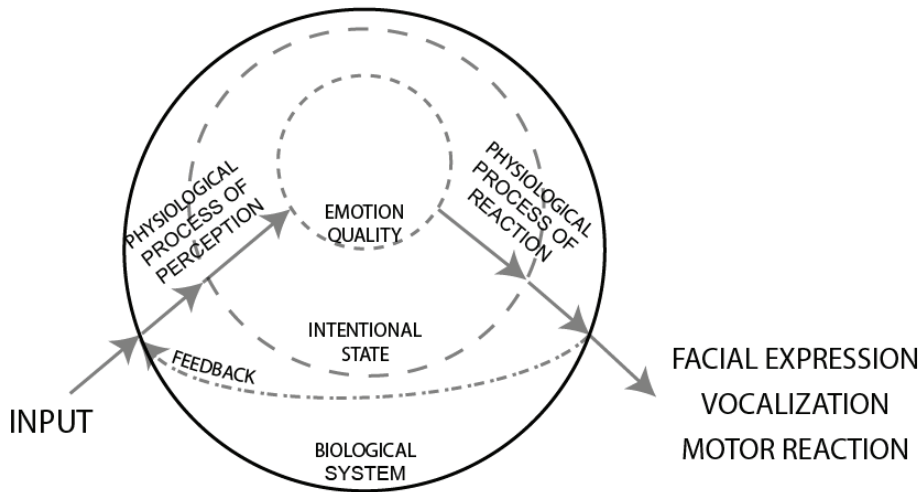 PHYSIOLOGICAL
PROCESS OF
PERCEPTION
PHYSIOLOGICAL
PROCESS OF
REACTION
EMOTION
QUALITY
INTENTIONAL
STATE
FEEDBACK
INPUT
BIOLOGICAL
SYSTEM
FACIAL EXPRESSION
VOCALIZATION
MOTOR REACTION